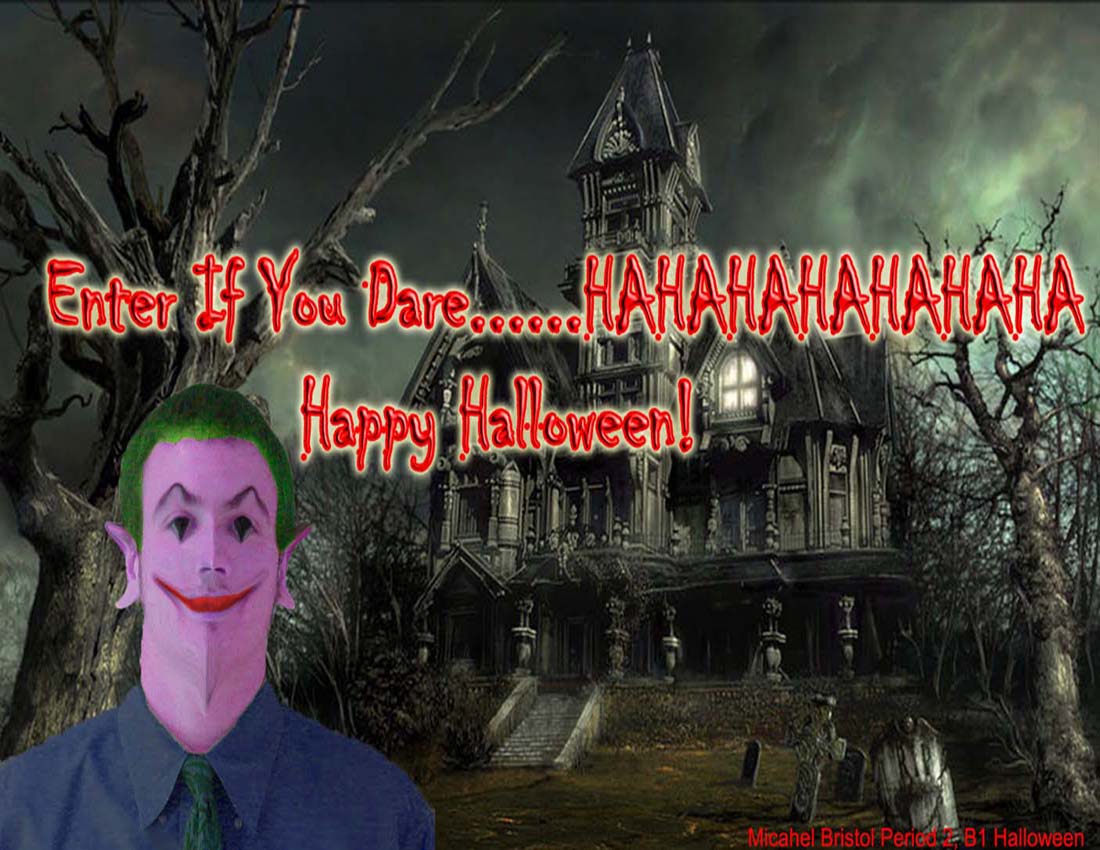 Enter If You Dare......HAHAHAHAHAHAHA
Happy Halloween!
Micahel Bristol Period 2, B1 Halloween